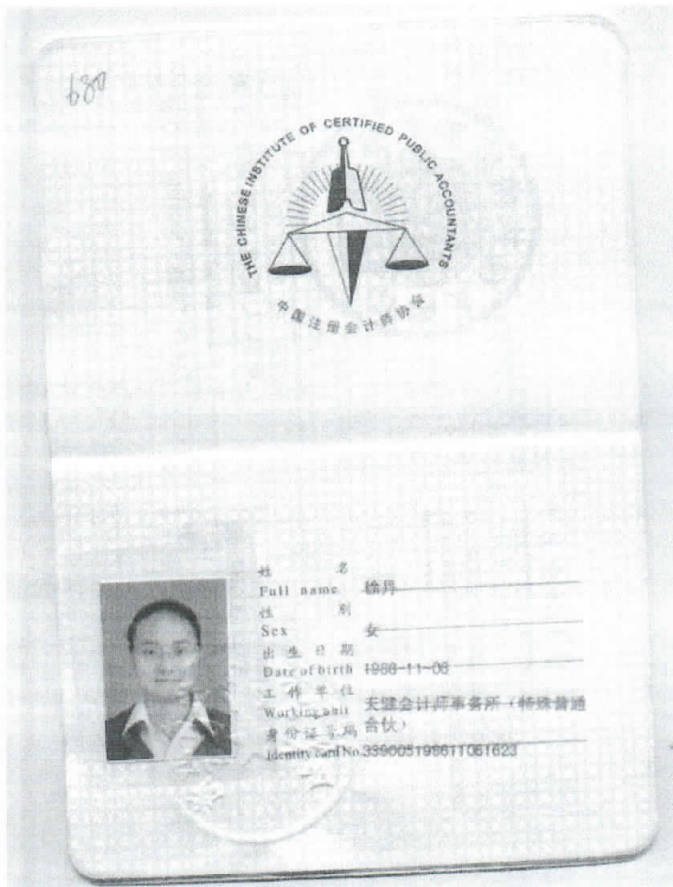 680
THE CHINESE INSTITUTE OF CERTIFIED PUBLIC ACCOUNTANTS
中国注册会计师协会
姓 名
Full name 徐丹
性 别
Sex 女
出生日期
Date of birth
工作单位
Working unit 天健会计师事务所(特殊普通
合伙)
身份证号码
Identity card No.